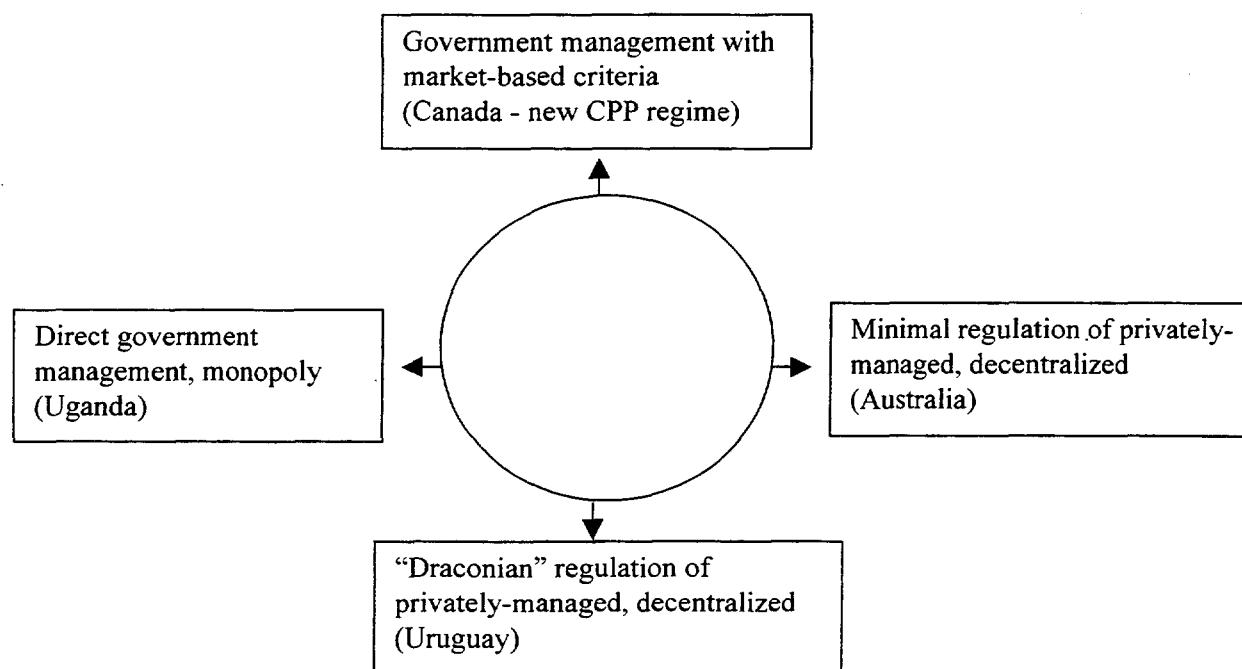 Government management with
market-based criteria
(Canada - new CPP regime)
Direct government
management, monopoly
(Uganda)
Minimal regulation of privately-
managed, decentralized
(Australia)
“Draconian” regulation of
privately-managed, decentralized
(Uruguay)